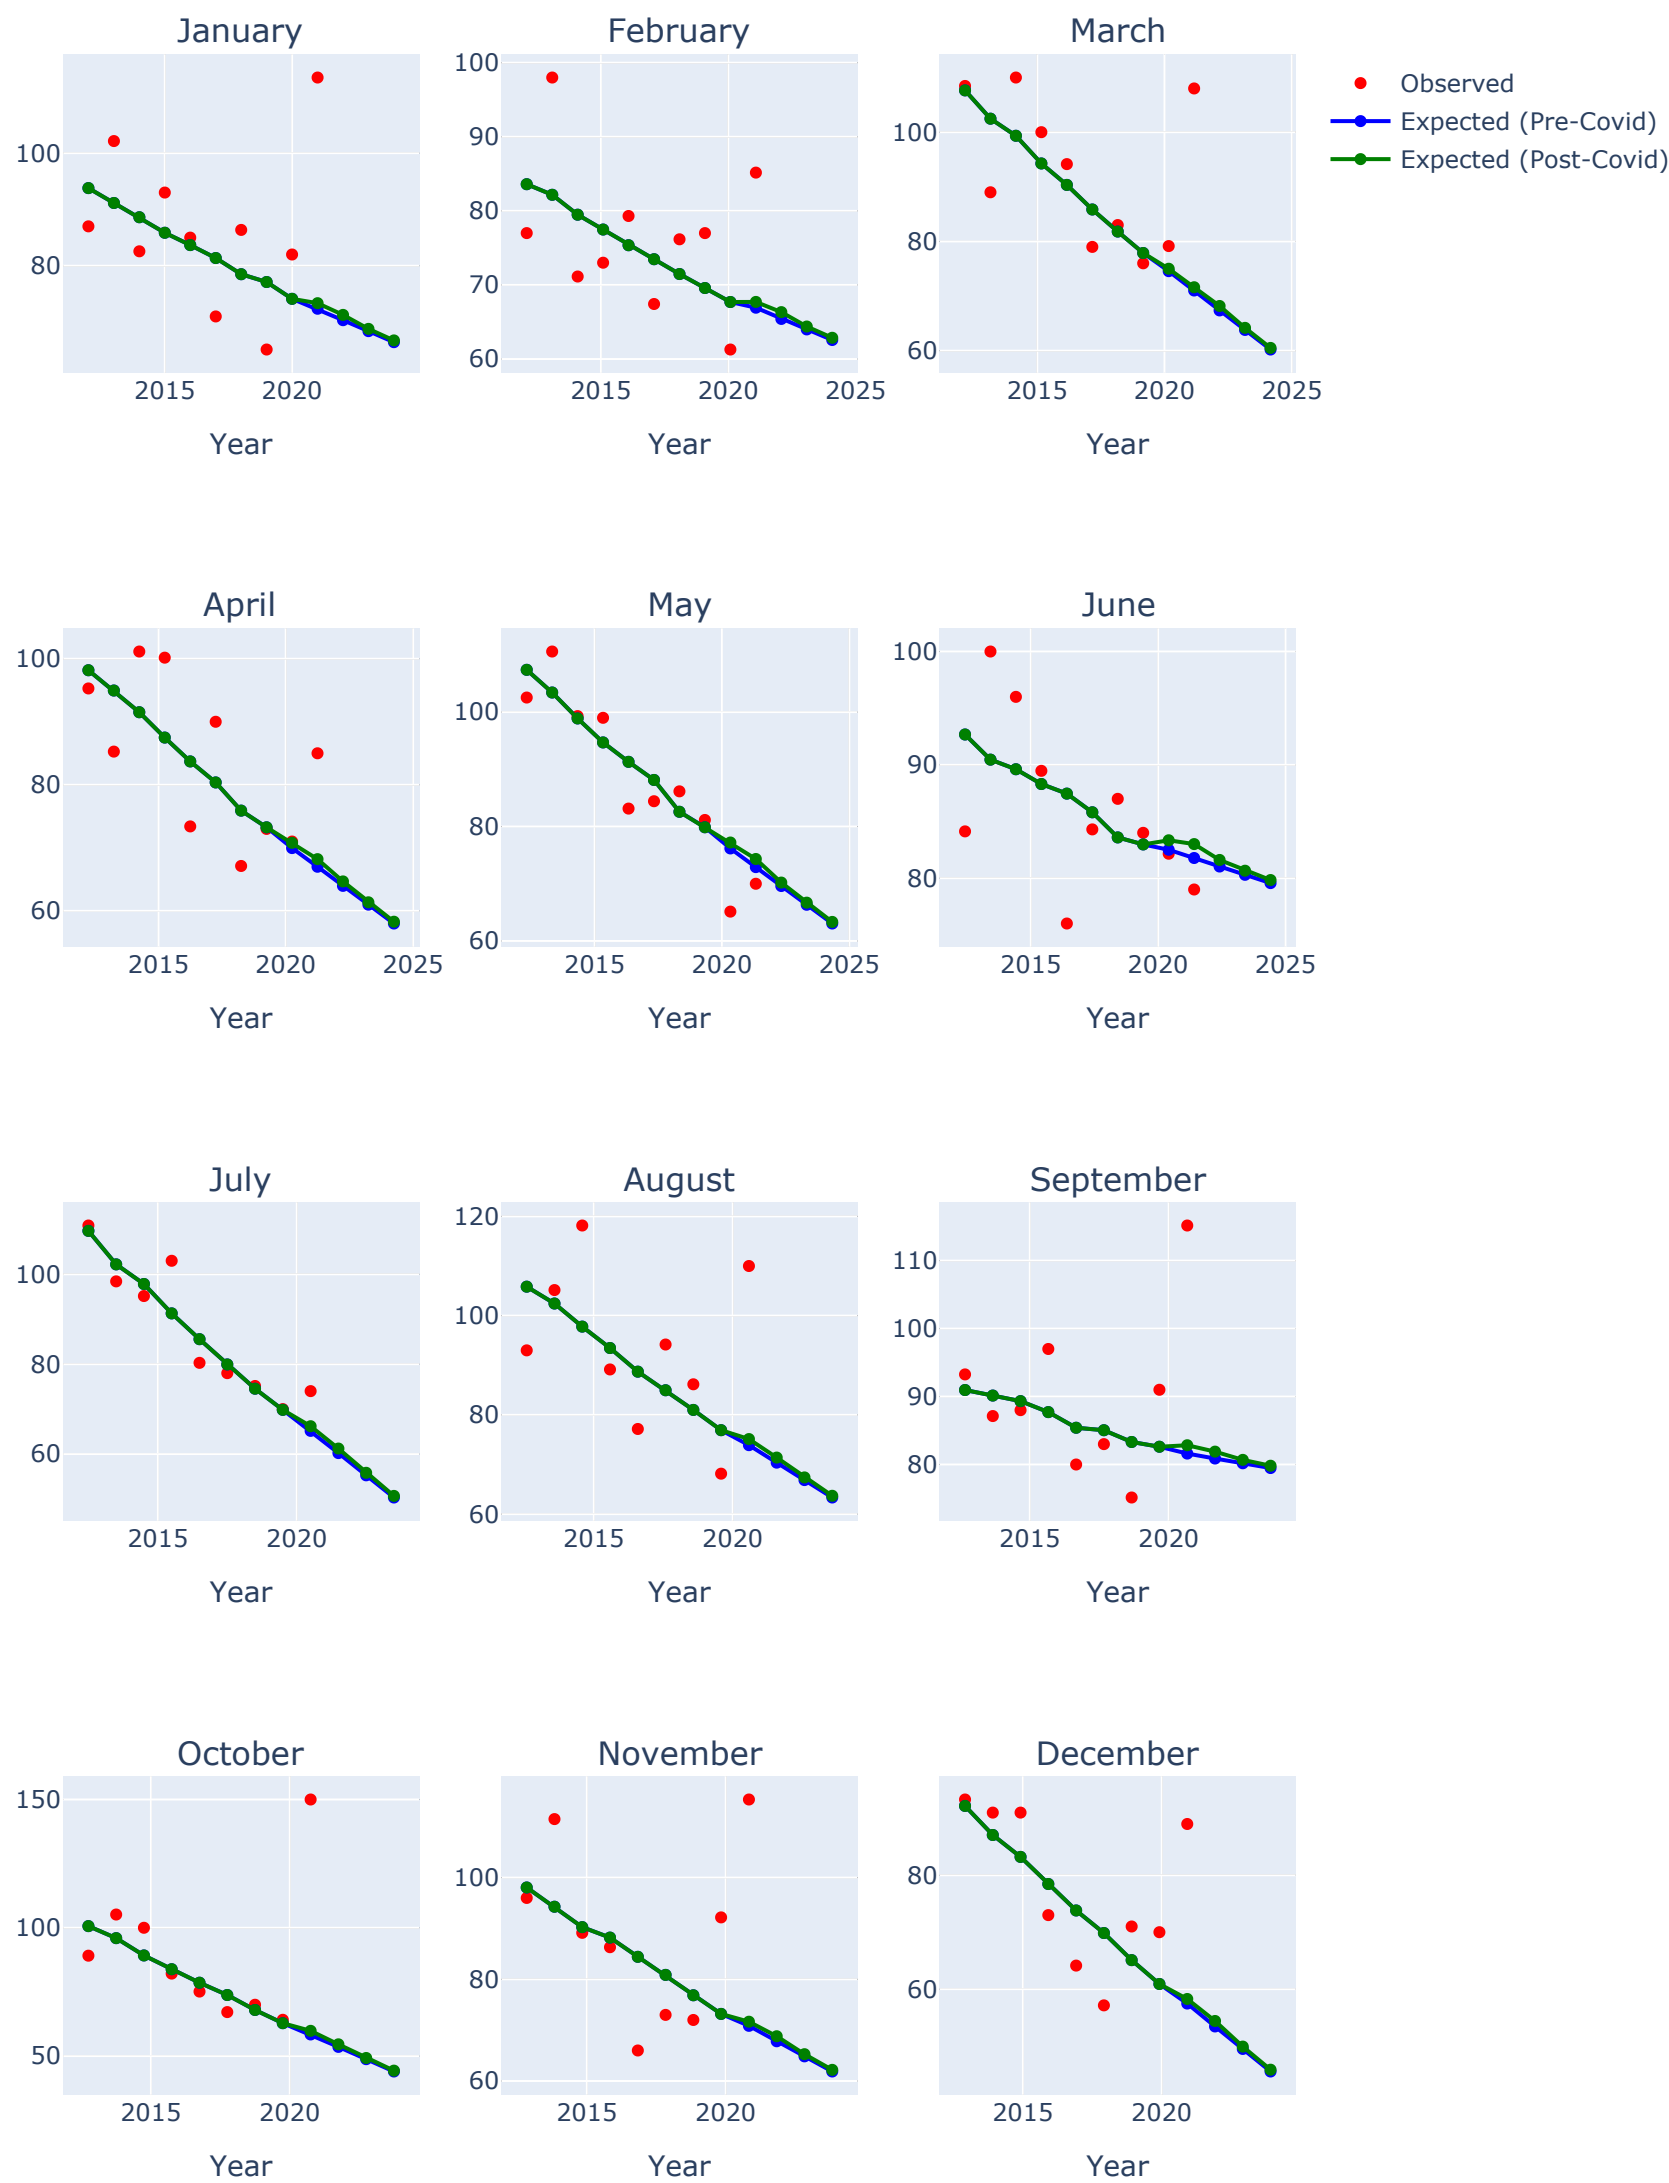 January
February
March
Observed
Expected (Pre-Covid)
Expected (Post-Covid)
100
80
2015
2020
Year
100
90
80
70
60
2015
2020
2025
Year
100
80
60
2015
2020
2025
Year
April
May
June
100
80
60
2015
2020
2025
Year
100
80
60
2015
2020
2025
Year
100
90
80
2015
2020
2025
Year
July
August
September
100
80
60
2015
2020
Year
120
100
80
60
2015
2020
Year
110
100
90
80
2015
2020
Year
October
November
December
150
100
50
2015
2020
Year
100
80
60
2015
2020
Year
80
60
2015
2020
Year